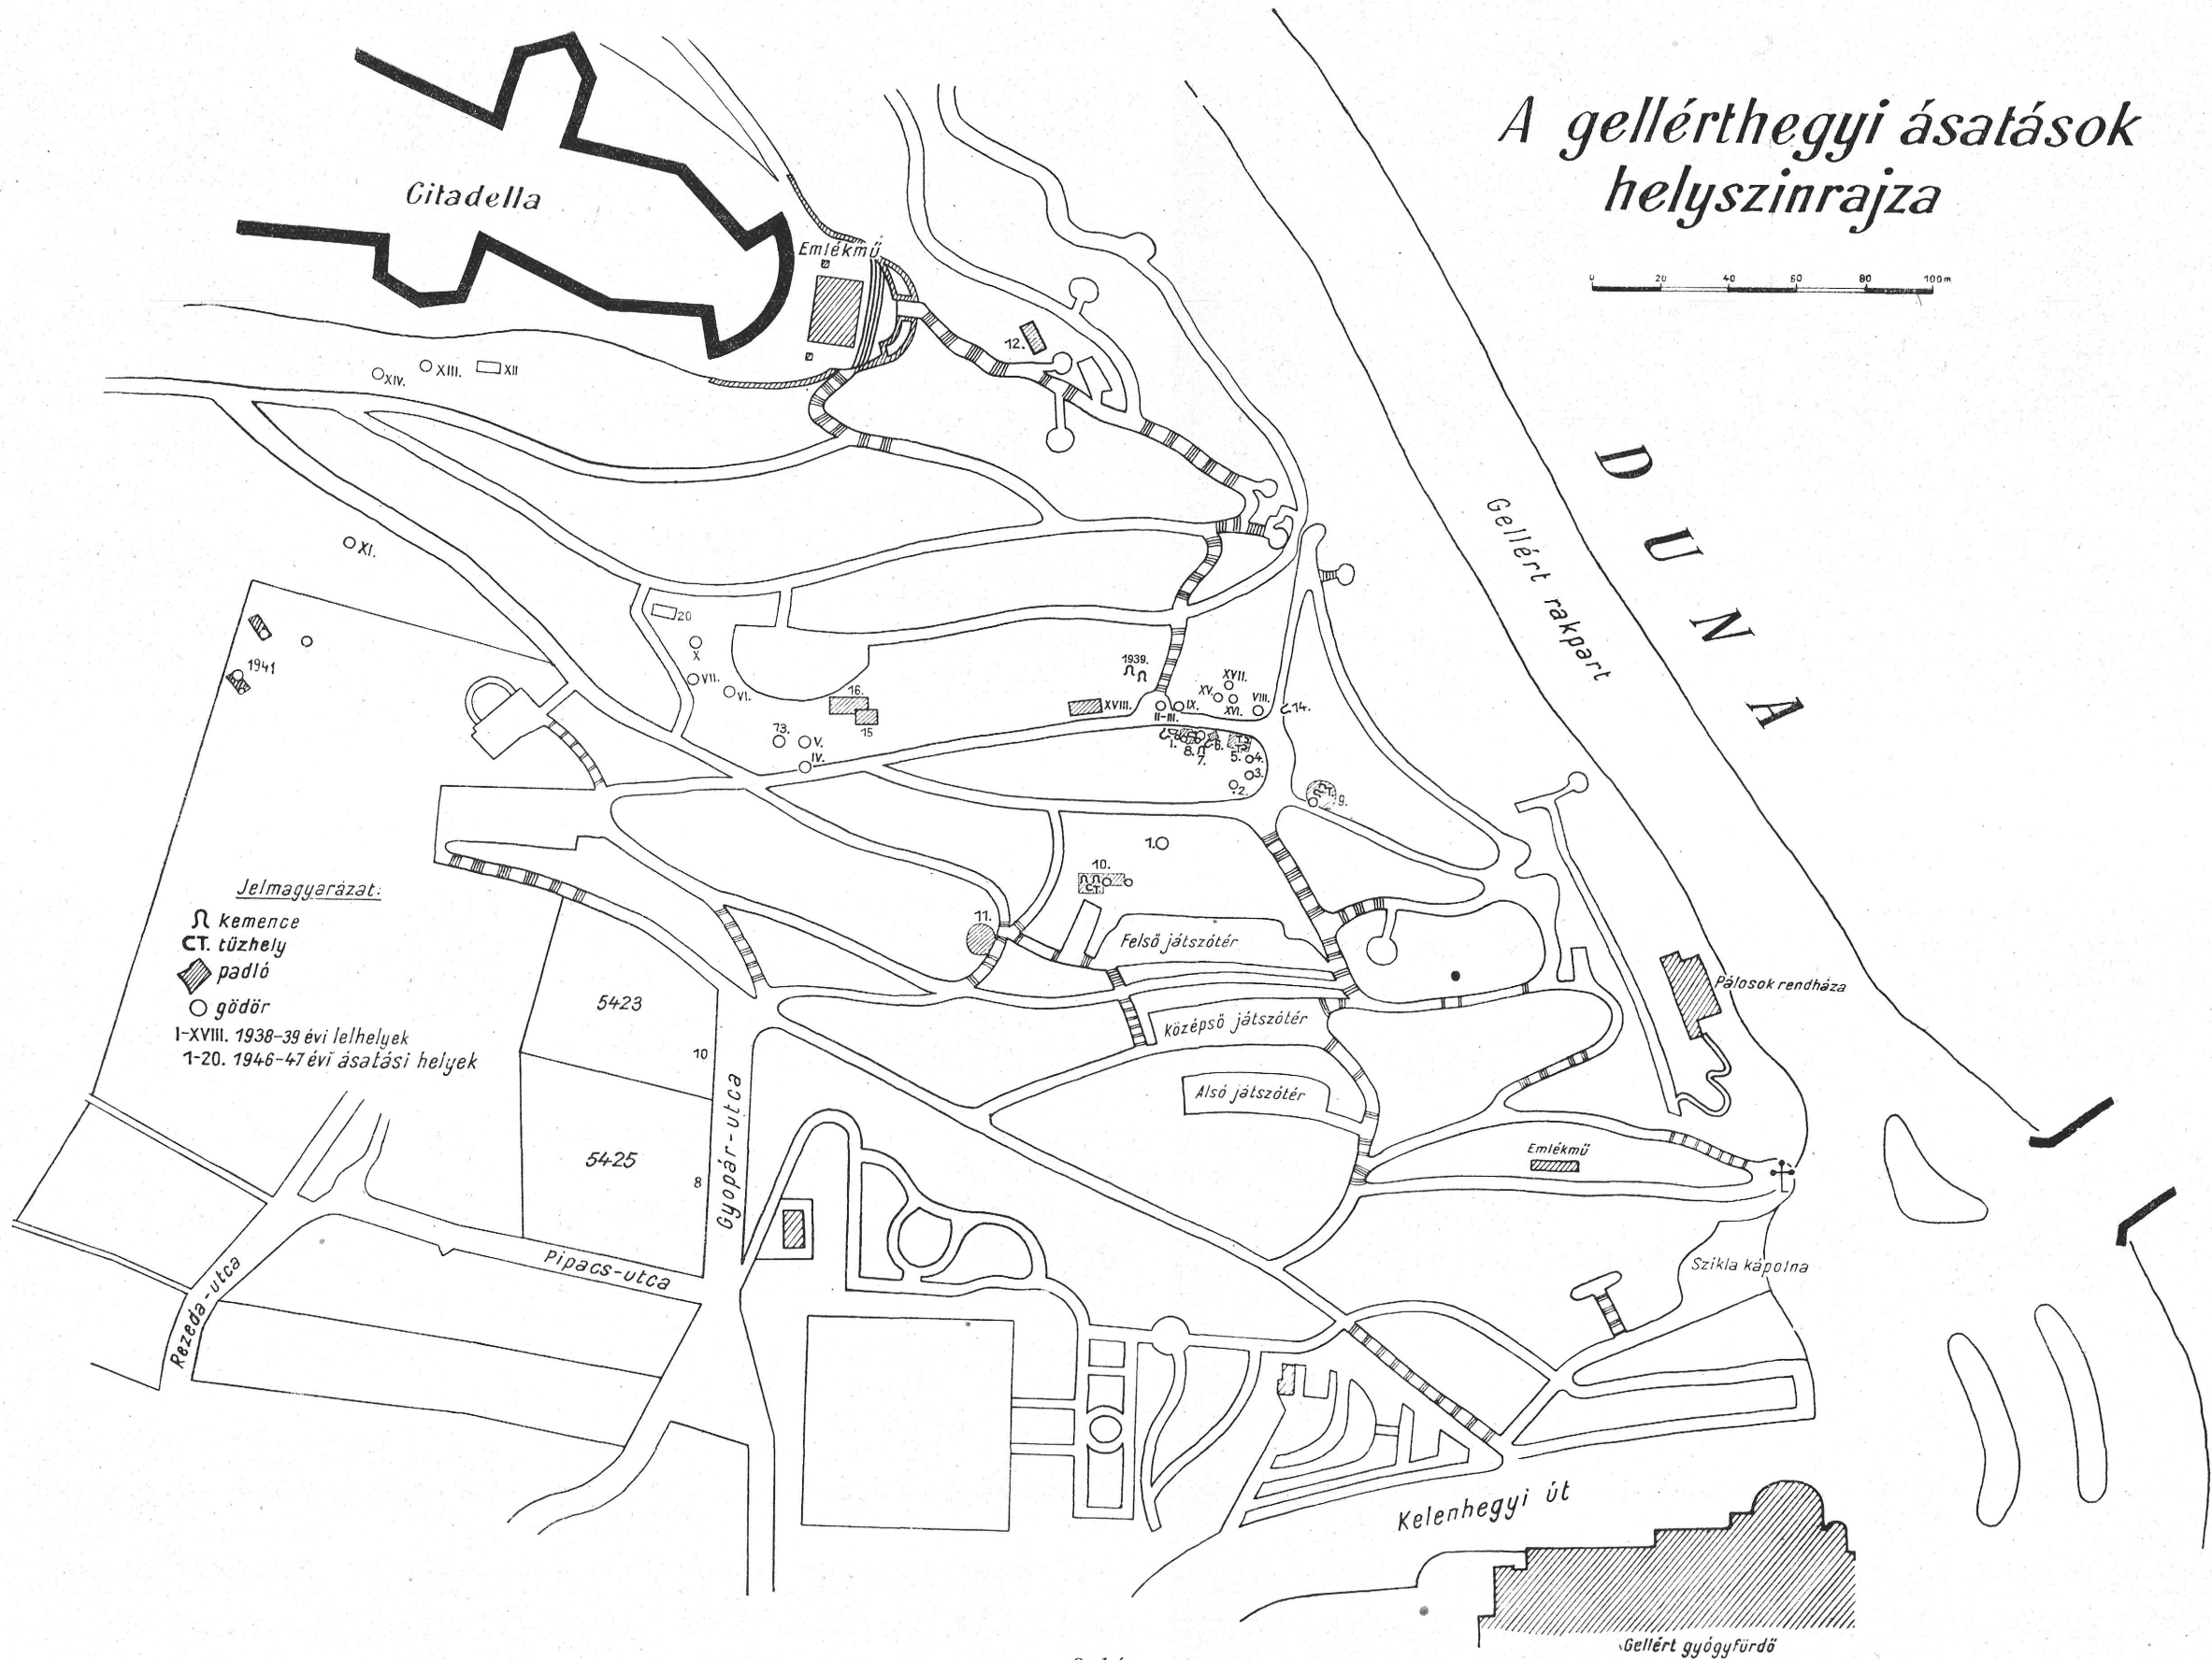 A gellérthegyi ásatások
helyszinrajza
0 20 40 60 80 100 m
Citadella
Emlékmű
12.
XIV.
XIII.
XII
XI.
1941
20
X
VII.
VI.
16.
15
13.
V.
IV.
1939.
XVIII.
II-III.
IX.
XV.
XVII.
XVI.
VIII.
14.
1.
8.
7.
6.
5.
4.
3.
2.
9.
1.
10.
CT.
11.
Gellért rakpart
DUNA
Felső játszótér
Középső játszótér
Alsó játszótér
Pálosok rendháza
Emlékmű
Szikla kápolna
Jelmagyarázat:
kemence
CT. tüzhely
padló
gödör
I-XVIII. 1938-39 évi lelhelyek
1-20. 1946-47 évi ásatási helyek
5423
10
5425
8
Gyopár-utca
Pipacs-utca
Rezeda-utca
Kelenhegyi út
Gellért gyógyfürdő